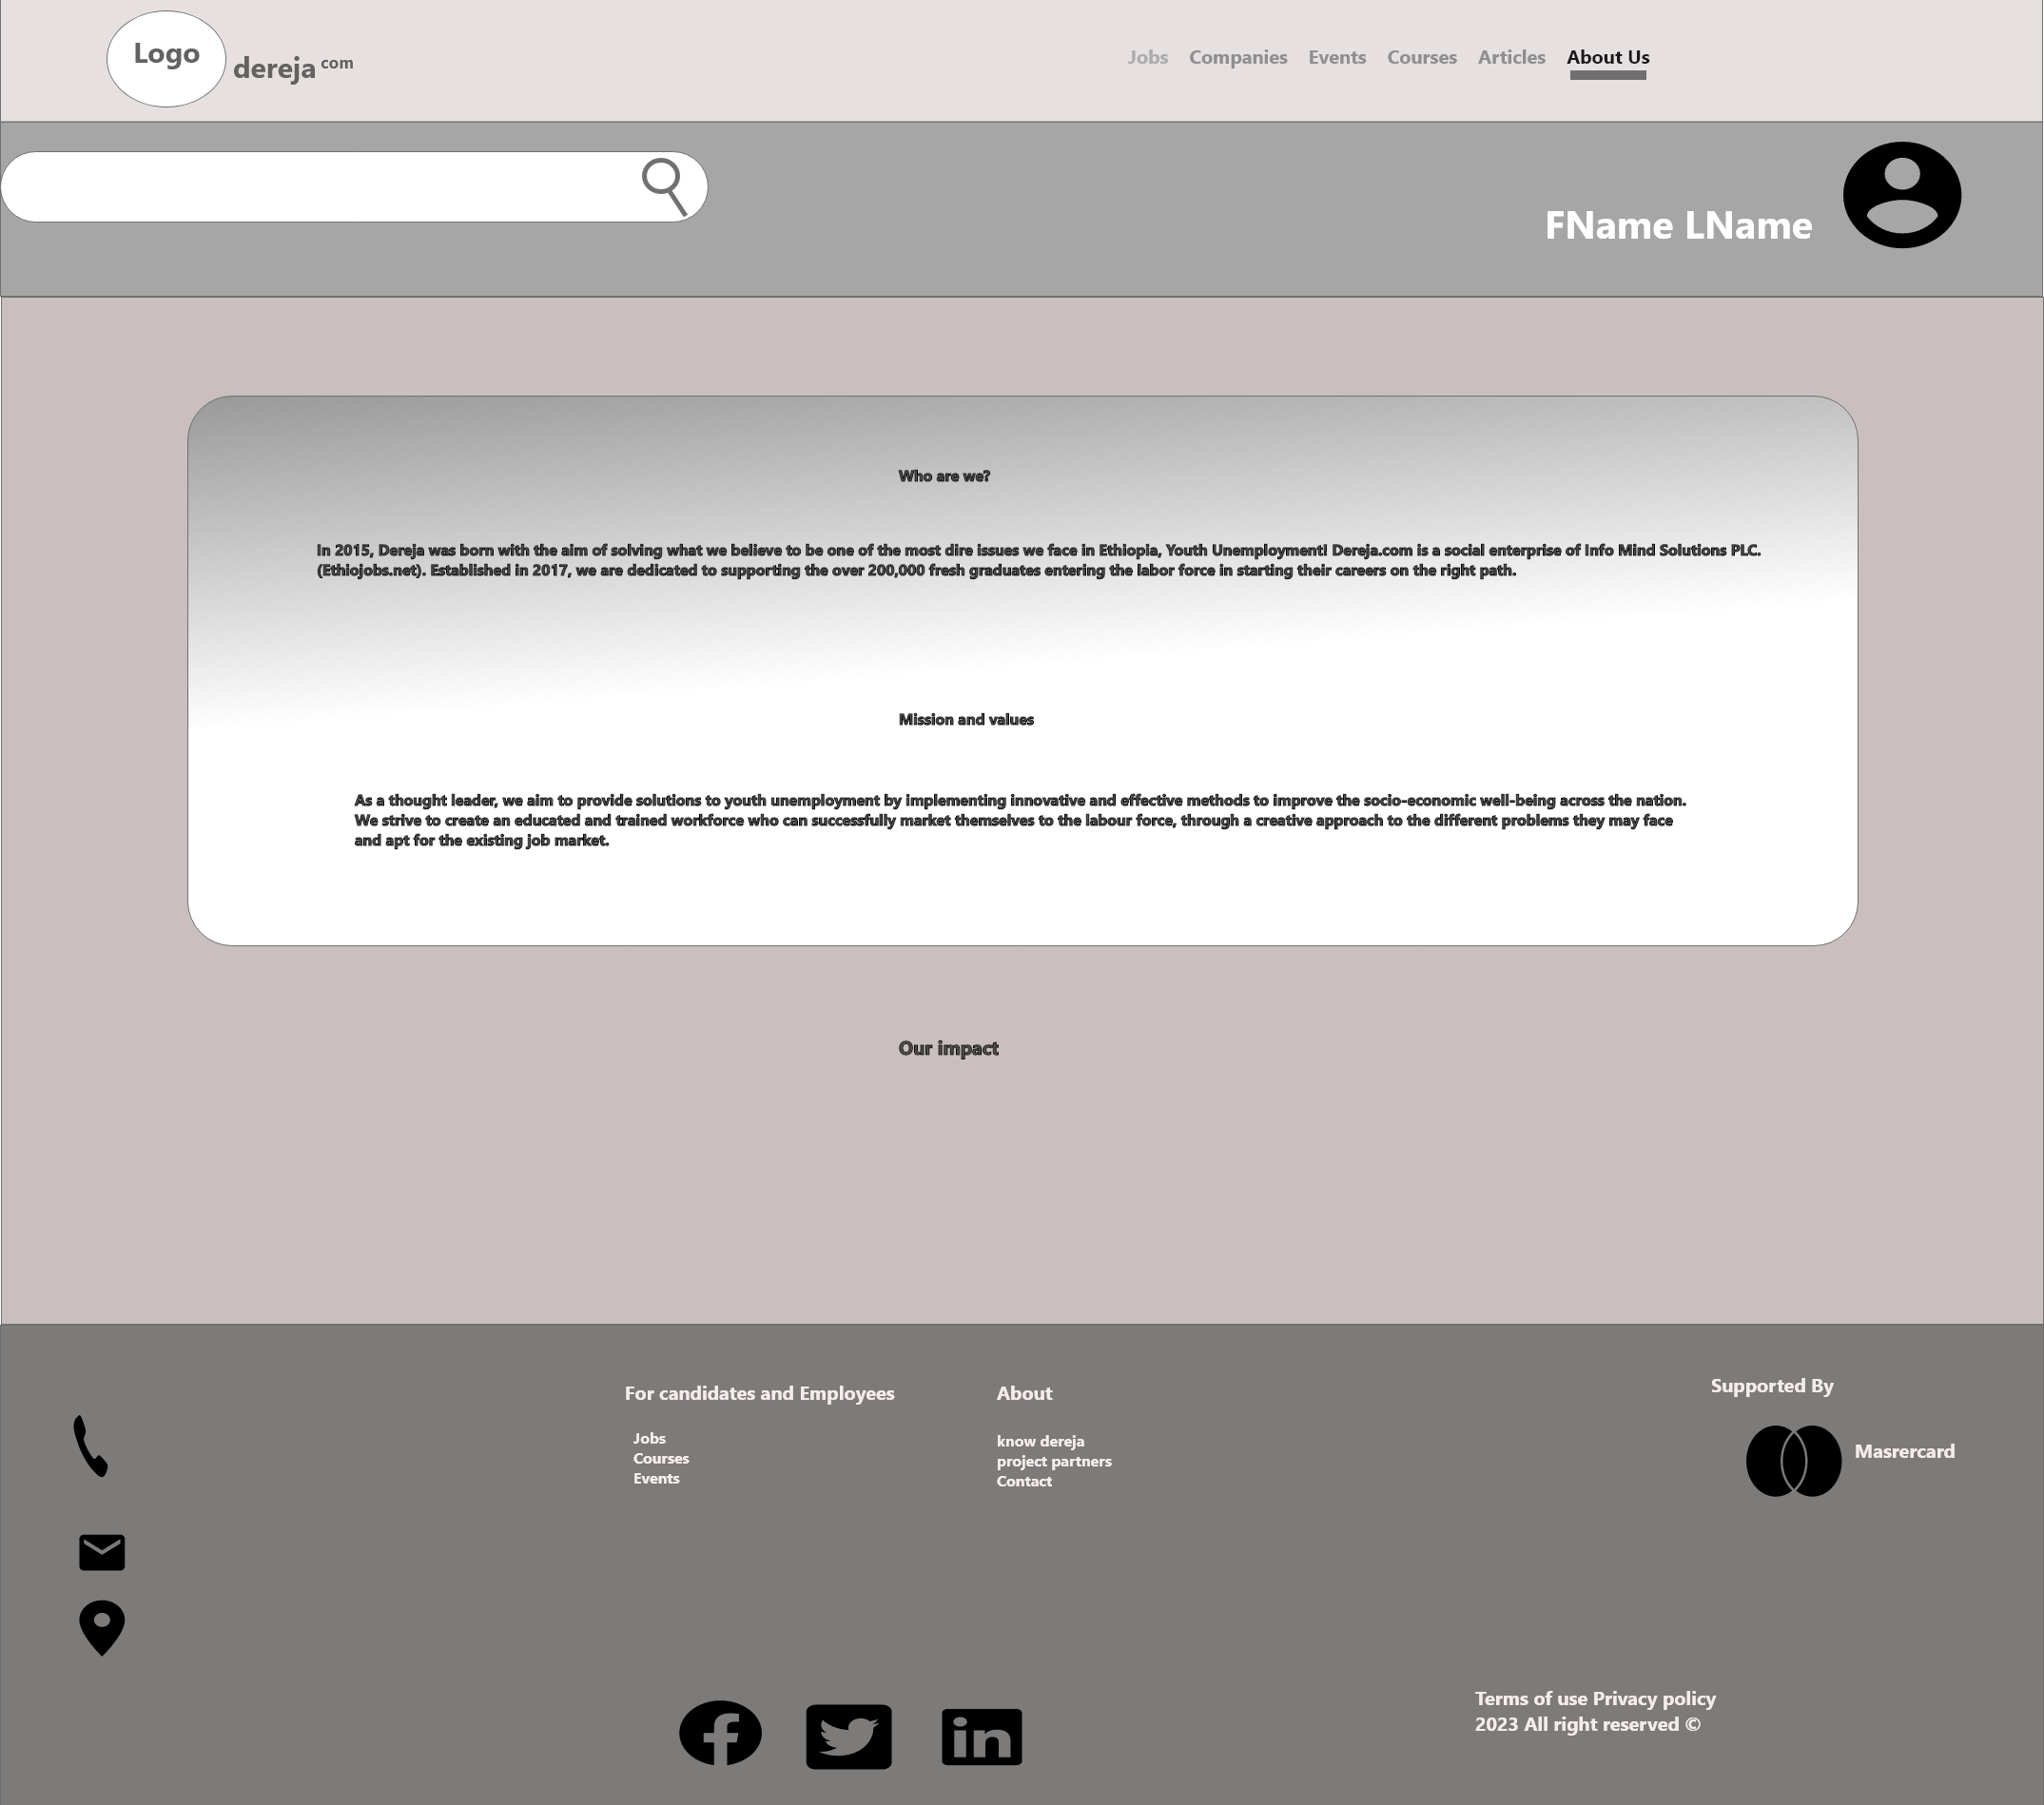 Logo
dereja com
Jobs Companies Events Courses Articles About Us
FName LName
Who are we?
In 2015, Dereja was born with the aim of solving what we believe to be one of the most dire issues we face in Ethiopia, Youth Unemployment! Dereja.com is a social enterprise of Info Mind Solutions PLC.
(Ethiojobs.net). Established in 2017, we are dedicated to supporting the over 200,000 fresh graduates entering the labor force in starting their careers on the right path.
Mission and values
As a thought leader, we aim to provide solutions to youth unemployment by implementing innovative and effective methods to improve the socio-economic well-being across the nation.
We strive to create an educated and trained workforce who can successfully market themselves to the labour force, through a creative approach to the different problems they may face
and apt for the existing job market.
Our impact
For candidates and Employees
Jobs
Courses
Events
About
know dereja
project partners
Contact
Supported By
Masrercard
f
in
Terms of use Privacy policy
2023 All right reserved ©